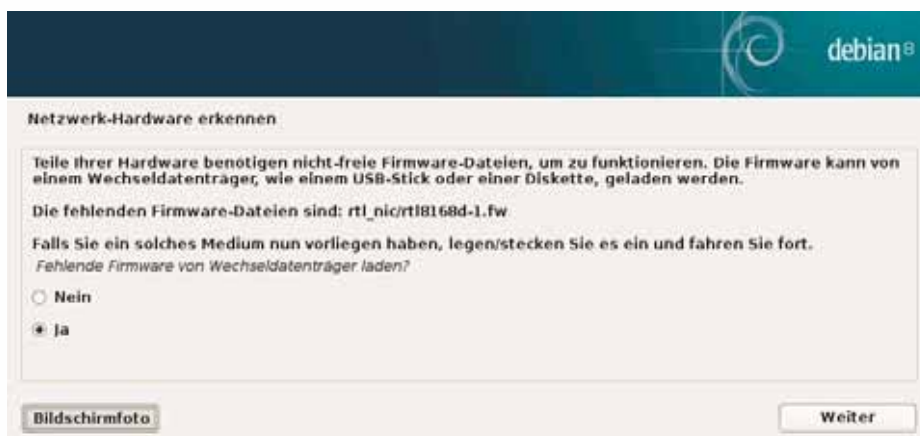 debian 8
Netzwerk-Hardware erkennen
Teile Ihrer Hardware benötigen nicht-freie Firmware-Dateien, um zu funktionieren. Die Firmware kann von
einem Wechseldatenträger, wie einem USB-Stick oder einer Diskette, geladen werden.
Die fehlenden Firmware-Dateien sind: rtl_nic/rtl8168d-1.fw
Falls Sie ein solches Medium nun vorliegen haben, legen/stecken Sie es ein und fahren Sie fort.
Fehlende Firmware von Wechseldatenträger laden?
Nein
Ja
Bildschirmfoto
Weiter